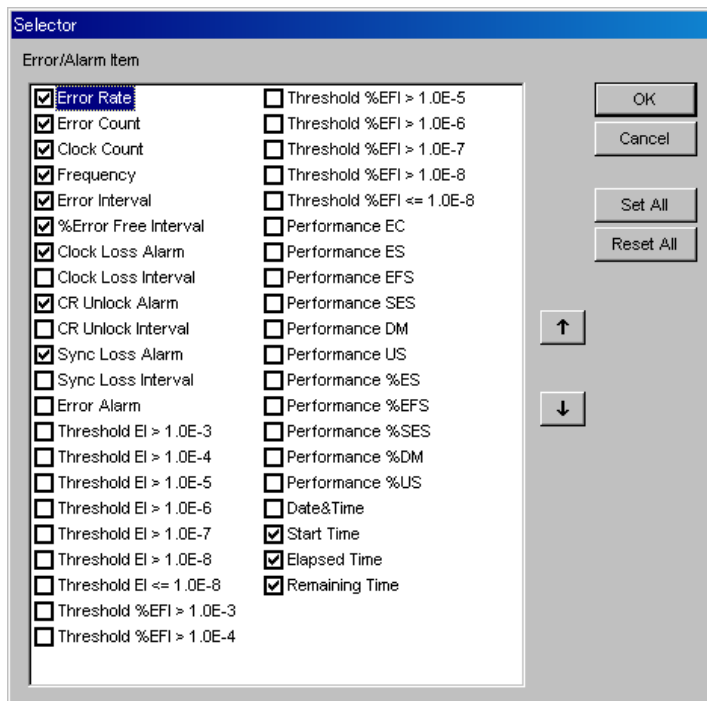 Selector
Error/Alarm Item
Error Rate
Error Count
Clock Count
Frequency
Error Interval
%Error Free Interval
Clock Loss Alarm
Clock Loss Interval
CR Unlock Alarm
CR Unlock Interval
Sync Loss Alarm
Sync Loss Interval
Error Alarm
Threshold EI > 1.0E-3
Threshold EI > 1.0E-4
Threshold EI > 1.0E-5
Threshold EI > 1.0E-6
Threshold EI > 1.0E-7
Threshold EI > 1.0E-8
Threshold EI <= 1.0E-8
Threshold %EFI > 1.0E-3
Threshold %EFI > 1.0E-4
Threshold %EFI > 1.0E-5
Threshold %EFI > 1.0E-6
Threshold %EFI > 1.0E-7
Threshold %EFI > 1.0E-8
Threshold %EFI <= 1.0E-8
Performance EC
Performance ES
Performance EFS
Performance SES
Performance DM
Performance US
Performance %ES
Performance %EFS
Performance %SES
Performance %DM
Performance %US
Date&Time
Start Time
Elapsed Time
Remaining Time
OK
Cancel
Set All
Reset All